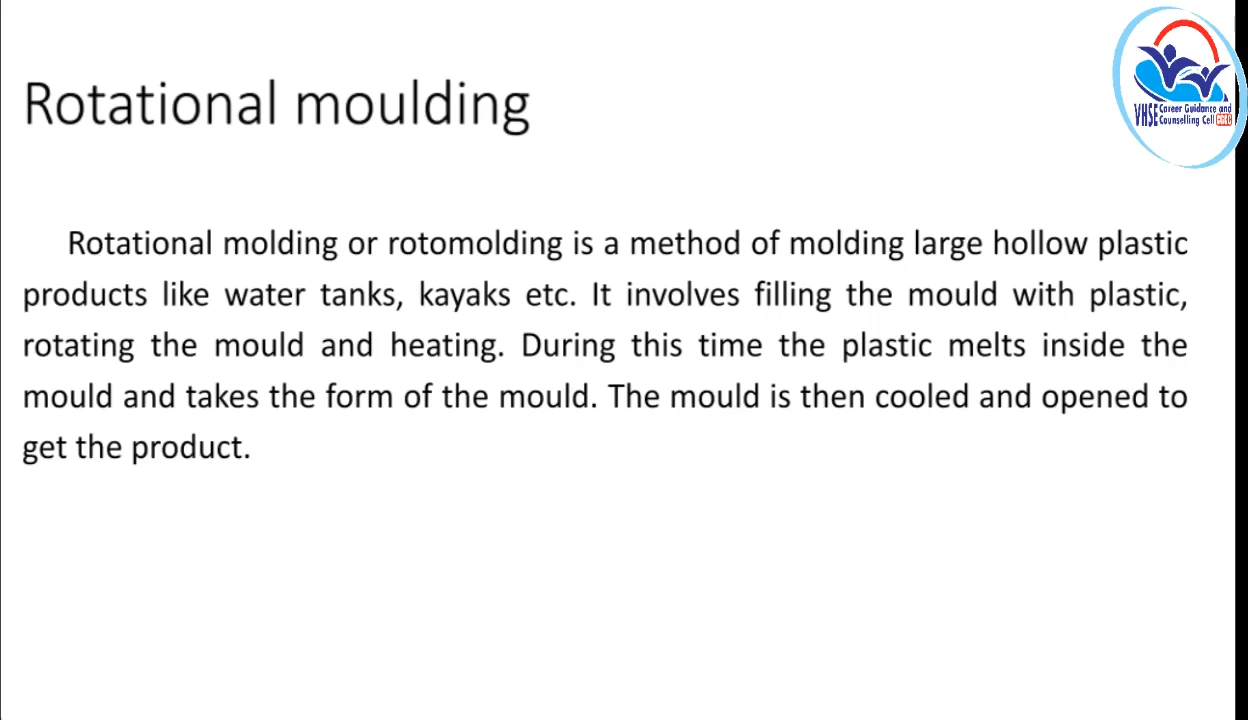 Rotational moulding
VHSE Career Guidance and
Counselling Cell CGCC
Rotational molding or rotomolding is a method of molding large hollow plastic
products like water tanks, kayaks etc. It involves filling the mould with plastic,
rotating the mould and heating. During this time the plastic melts inside the
mould and takes the form of the mould. The mould is then cooled and opened to
get the product.